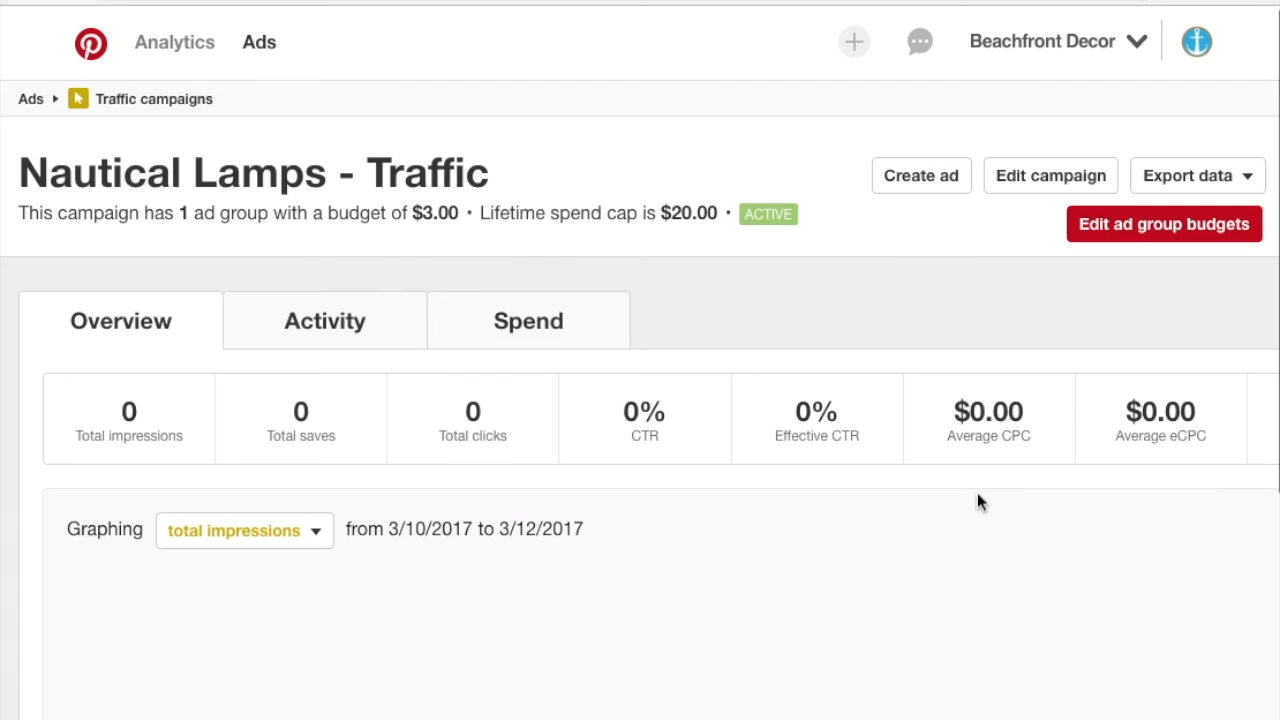 Analytics Ads Beachfront Decor
Ads Traffic campaigns
Nautical Lamps - Traffic
Create ad Edit campaign Export data
This campaign has 1 ad group with a budget of $3.00 • Lifetime spend cap is $20.00 • ACTIVE
Edit ad group budgets
Overview Activity Spend
0 0 0 0% 0% $0.00 $0.00
Total impressions Total saves Total clicks CTR Effective CTR Average CPC Average eCPC
Graphing total impressions from 3/10/2017 to 3/12/2017